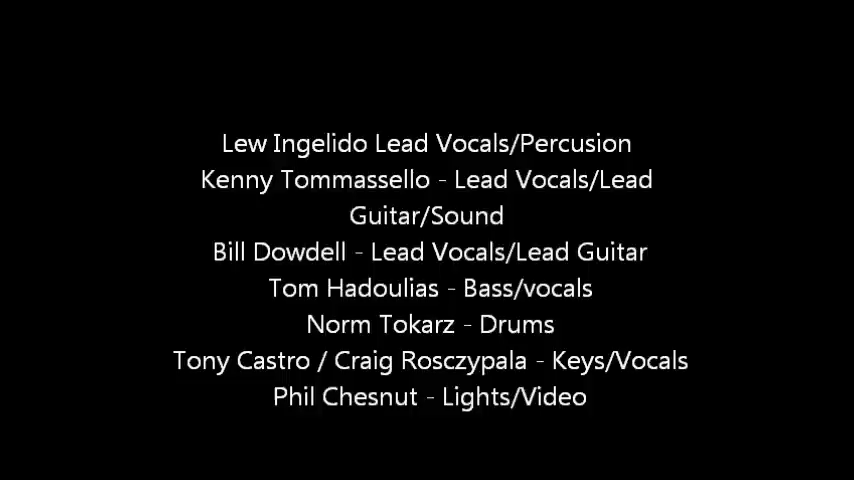 Lew Ingelido Lead Vocals/Percusion
Kenny Tommassello - Lead Vocals/Lead
Guitar/Sound
Bill Dowdell - Lead Vocals/Lead Guitar
Tom Hadoulias - Bass/vocals
Norm Tokarz - Drums
Tony Castro / Craig Rosczypala - Keys/Vocals
Phil Chesnut - Lights/Video